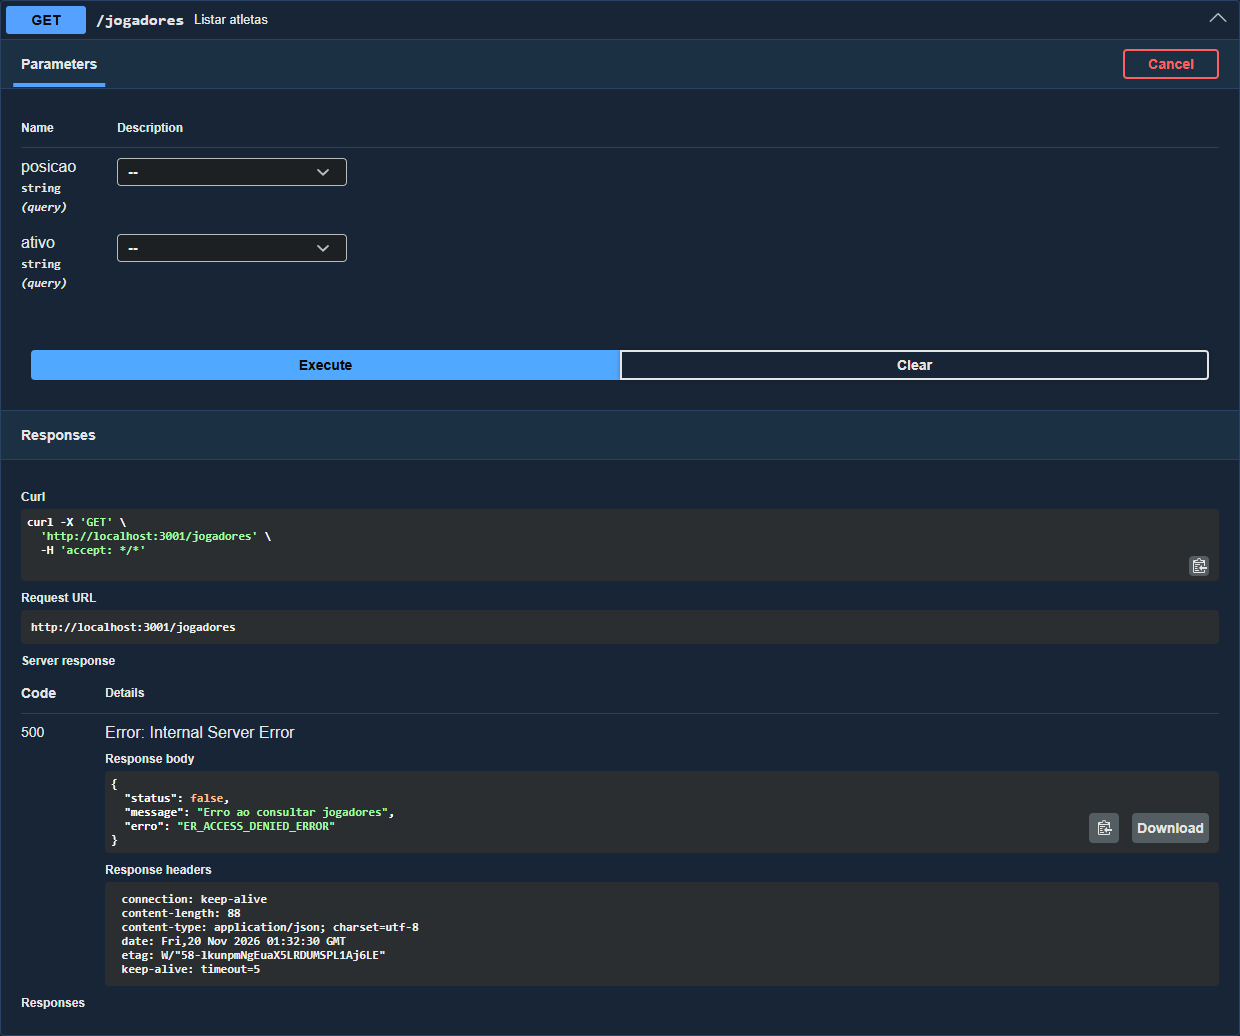 GET /jogadores Listar atletas
Parameters
Cancel
Name Description
posicao
string
(query)
--
ativo
string
(query)
--
Execute Clear
Responses
Curl
curl -X 'GET' \
'http://localhost:3001/jogadores' \
-H 'accept: */*'
Request URL
http://localhost:3001/jogadores
Server response
Code Details
500 Error: Internal Server Error
Response body
{
"status": false,
"message": "Erro ao consultar jogadores",
"erro": "ER_ACCESS_DENIED_ERROR"
}
Download
Response headers
connection: keep-alive
content-length: 88
content-type: application/json; charset=utf-8
date: Fri,20 Nov 2026 01:32:30 GMT
etag: W/"58-lkunpmNgEuaX5LRDUMSPL1Aj6LE"
keep-alive: timeout=5
Responses